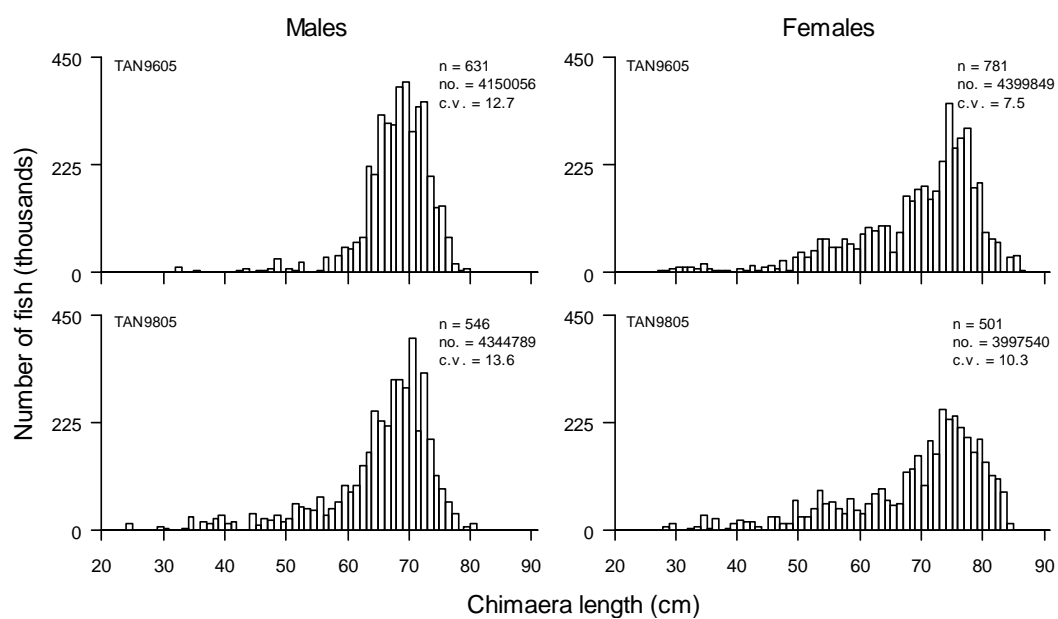 Males
Females
450
225
0
TAN9605
n = 631
no. = 4150056
c.v. = 12.7
450
225
0
TAN9605
n = 781
no. = 4399849
c.v. = 7.5
Number of fish (thousands)
450
225
0
TAN9805
n = 546
no. = 4344789
c.v. = 13.6
20 30 40 50 60 70 80 90
450
225
0
TAN9805
n = 501
no. = 3997540
c.v. = 10.3
20 30 40 50 60 70 80 90
Chimaera length (cm)